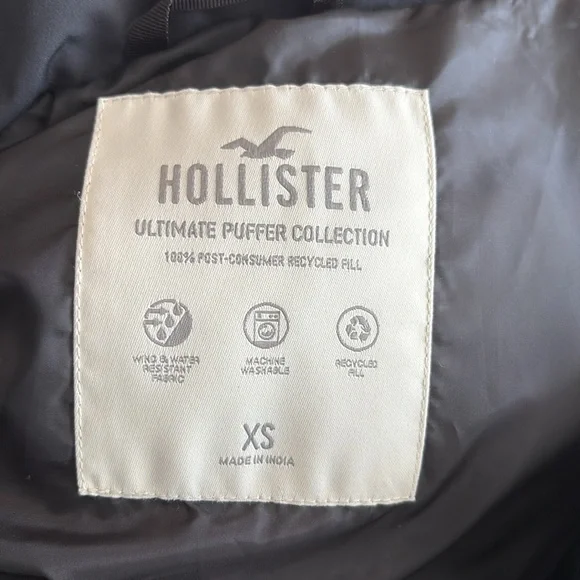 HOLLISTER
ULTIMATE PUFFER COLLECTION
100% POST-CONSUMER RECYCLED FILL
WIND & WATER
RESISTANT
FABRIC
MACHINE
WASHABLE
RECYCLED
FILL
XS
MADE IN INDIA